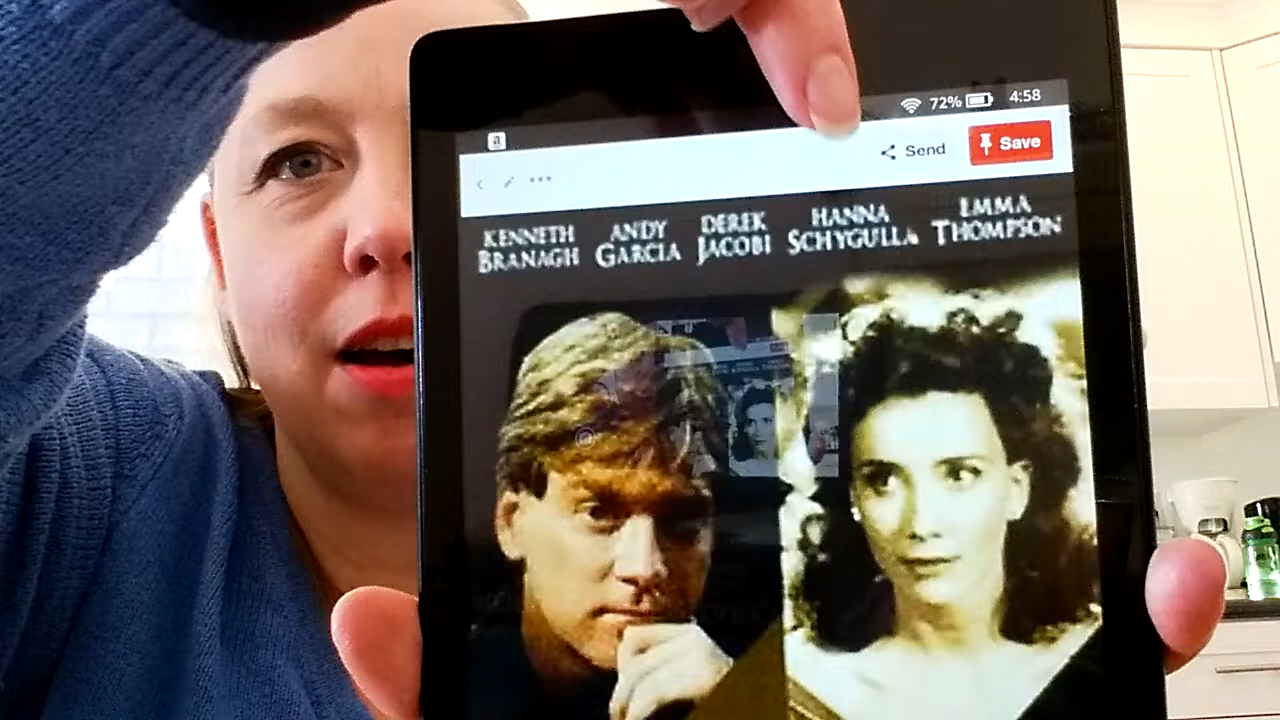 a 72% 4:58
Send Save
KENNETH ANDY DEREK HANNA EMMA
BRANAGH GARCIA JACOBI SCHYGULLA THOMPSON